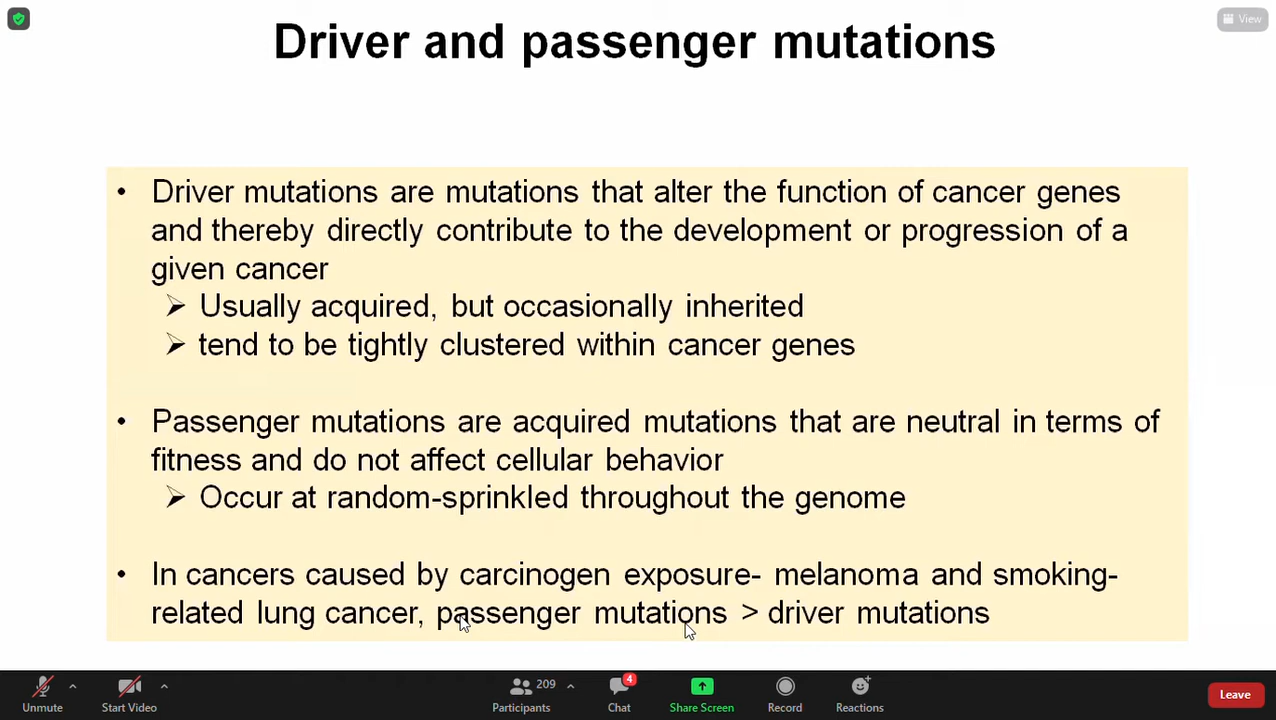 View
Driver and passenger mutations
• Driver mutations are mutations that alter the function of cancer genes
and thereby directly contribute to the development or progression of a
given cancer
➢ Usually acquired, but occasionally inherited
➢ tend to be tightly clustered within cancer genes
• Passenger mutations are acquired mutations that are neutral in terms of
fitness and do not affect cellular behavior
➢ Occur at random-sprinkled throughout the genome
• In cancers caused by carcinogen exposure- melanoma and smoking-
related lung cancer, passenger mutations > driver mutations
Unmute
Start Video
209
Participants
4
Chat
Share Screen
Record
Reactions
Leave